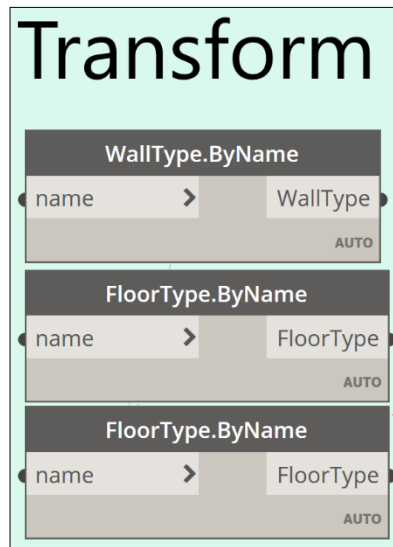 Transform
WallType.ByName
name > WallType
AUTO
FloorType.ByName
name > FloorType
AUTO
FloorType.ByName
name > FloorType
AUTO